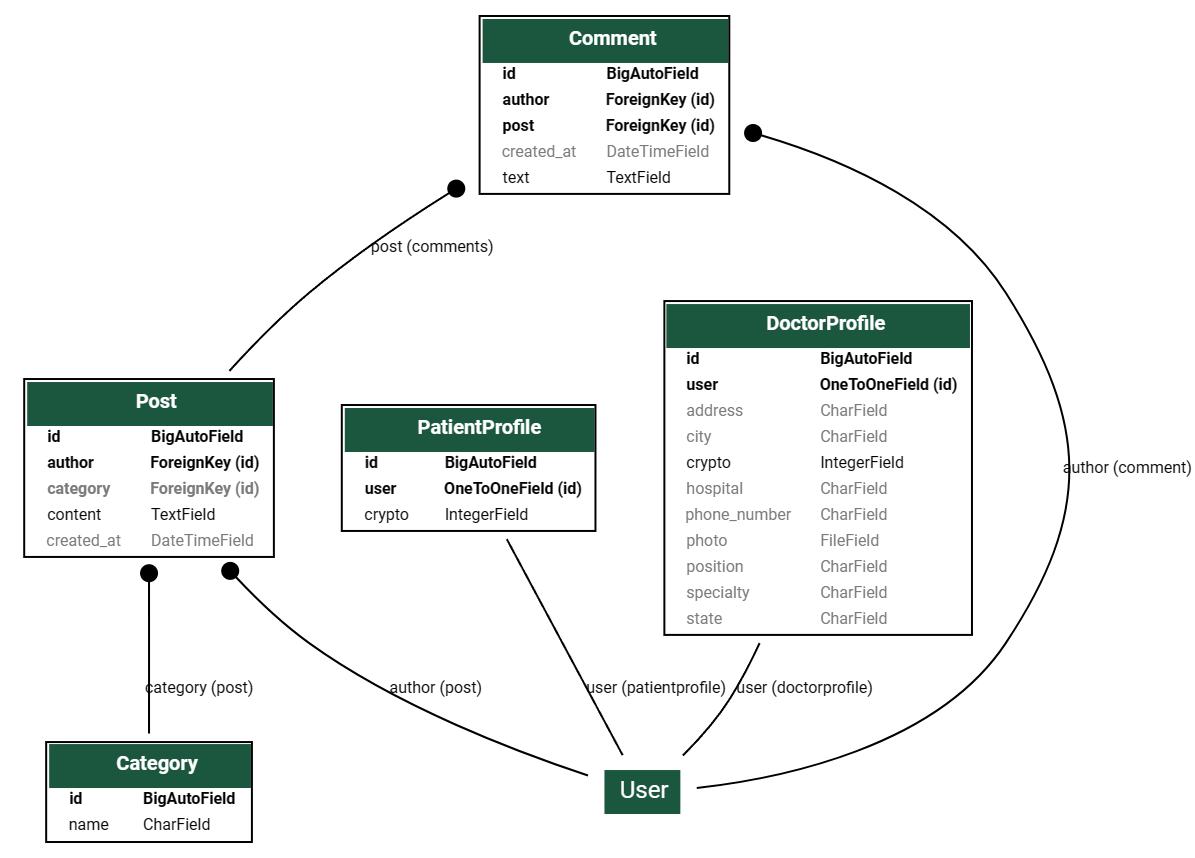 Comment
id BigAutoField
author ForeignKey (id)
post ForeignKey (id)
created_at DateTimeField
text TextField
post (comments)
DoctorProfile
id BigAutoField
user OneToOneField (id)
address CharField
city CharField
crypto IntegerField
hospital CharField
phone_number CharField
photo FileField
position CharField
specialty CharField
state CharField
Post
id BigAutoField
author ForeignKey (id)
category ForeignKey (id)
content TextField
created_at DateTimeField
PatientProfile
id BigAutoField
user OneToOneField (id)
crypto IntegerField
author (comment)
category (post)
author (post)
user (patientprofile)
user (doctorprofile)
Category
id BigAutoField
name CharField
User